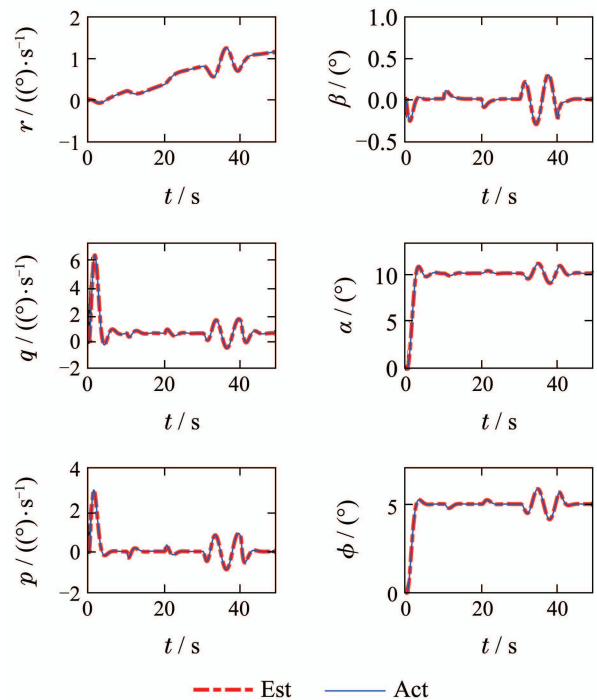 2
1
0
−1
0 20 40
r / ((°)·s⁻¹)
t / s
1.0
0.5
0.0
−0.5
0 20 40
β / (°)
t / s
6
4
2
0
−2
0 20 40
q / ((°)·s⁻¹)
t / s
10
5
0
0 20 40
α / (°)
t / s
4
2
0
−2
0 20 40
p / ((°)·s⁻¹)
t / s
5
0
0 20 40
ϕ / (°)
t / s
Est Act